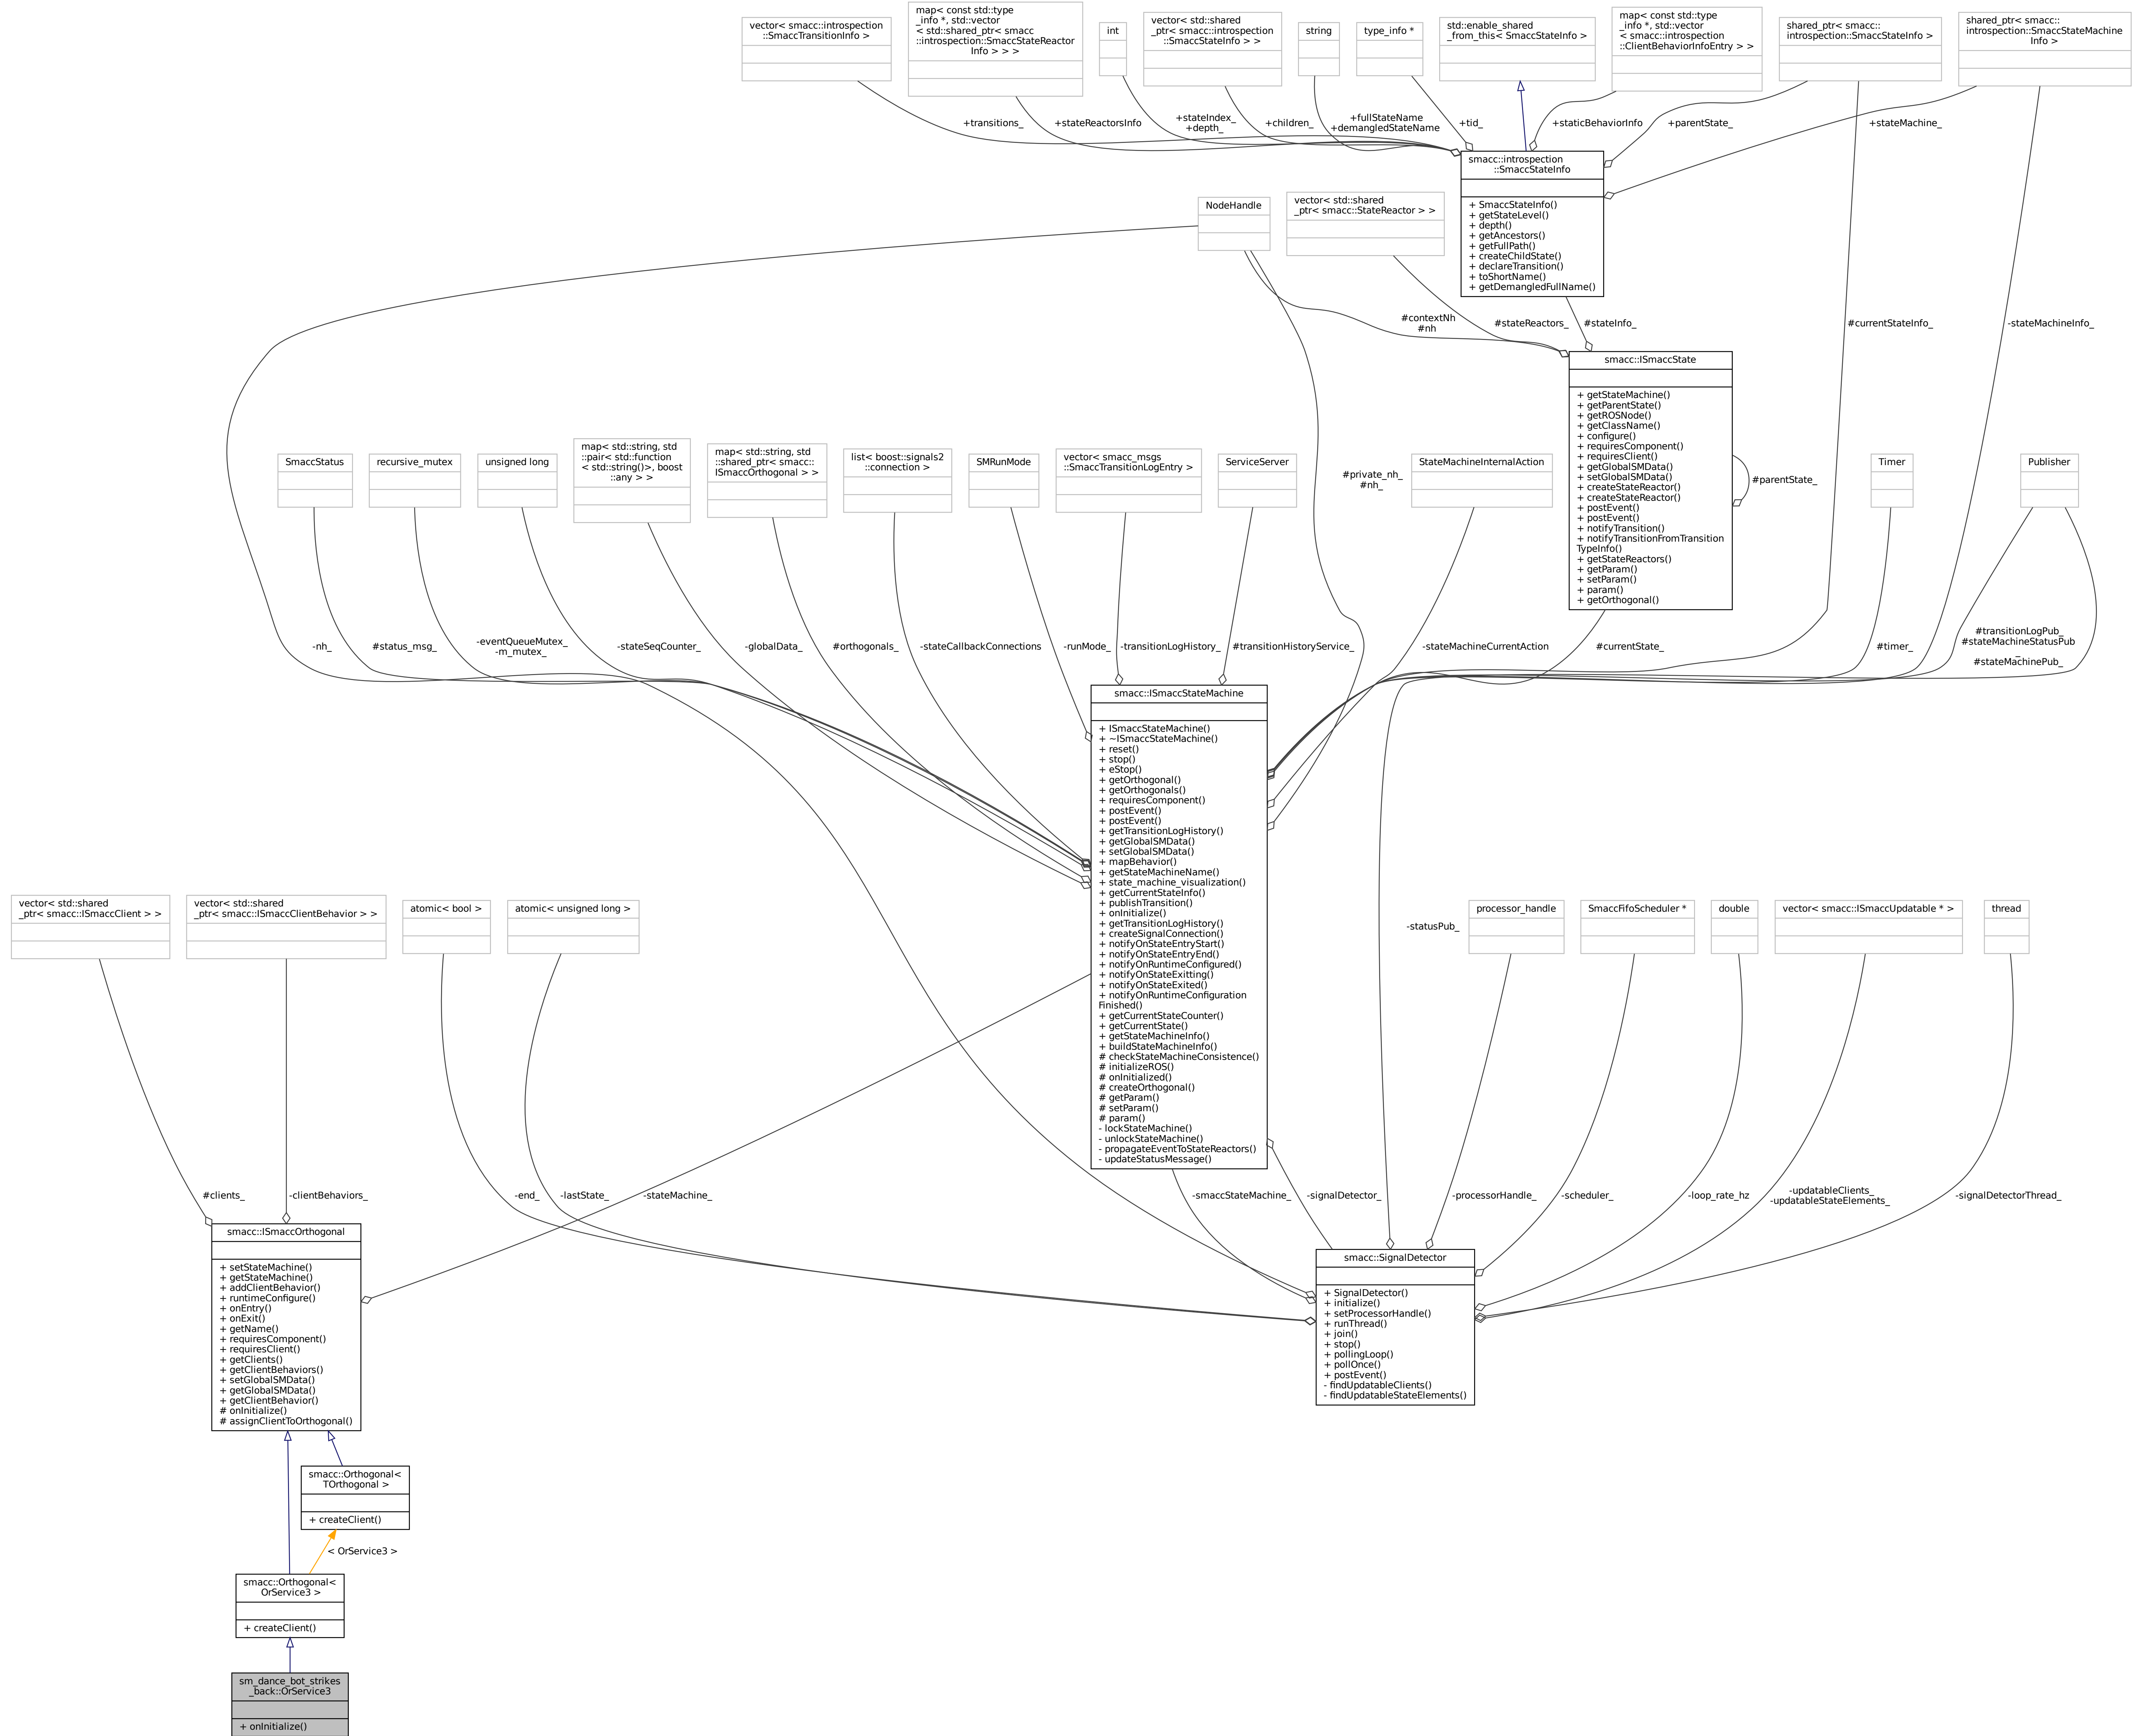 vector< smacc::introspection
::SmaccTransitionInfo >
map< const std::type
_info *, std::vector
< std::shared_ptr< smacc
::introspection::SmaccStateReactor
Info > > >
int
vector< std::shared
_ptr< smacc::introspection
::SmaccStateInfo > >
string
type_info *
std::enable_shared
_from_this< SmaccStateInfo >
map< const std::type
_info *, std::vector
< smacc::introspection
::ClientBehaviorInfoEntry > >
shared_ptr< smacc::
introspection::SmaccStateInfo >
shared_ptr< smacc::
introspection::SmaccStateMachine
Info >
+transitions_
+stateReactorsInfo
+stateIndex_
+depth_
+children_
+fullStateName
+demangledStateName
+tid_
+staticBehaviorInfo
+parentState_
+stateMachine_
smacc::introspection
::SmaccStateInfo
+ SmaccStateInfo()
+ getStateLevel()
+ depth()
+ getAncestors()
+ getFullPath()
+ createChildState()
+ declareTransition()
+ toShortName()
+ getDemangledFullName()
NodeHandle
vector< std::shared
_ptr< smacc::StateReactor > >
#contextNh
#nh
#stateReactors_
#stateInfo_
#currentStateInfo_
-stateMachineInfo_
smacc::ISmaccState
+ getStateMachine()
+ getParentState()
+ getROSNode()
+ getClassName()
+ configure()
+ requiresComponent()
+ requiresClient()
+ getGlobalSMData()
+ setGlobalSMData()
+ createStateReactor()
+ createStateReactor()
+ postEvent()
+ postEvent()
+ notifyTransition()
+ notifyTransitionFromTransition
TypeInfo()
+ getStateReactors()
+ getParam()
+ setParam()
+ param()
+ getOrthogonal()
#parentState_
SmaccStatus
recursive_mutex
unsigned long
map< std::string, std
::pair< std::function
< std::string()>, boost
::any > >
map< std::string, std
::shared_ptr< smacc::
ISmaccOrthogonal > >
list< boost::signals2
::connection >
SMRunMode
vector< smacc_msgs
::SmaccTransitionLogEntry >
ServiceServer
#private_nh_
#nh_
StateMachineInternalAction
Timer
Publisher
-nh_
#status_msg_
-eventQueueMutex_
-m_mutex_
-stateSeqCounter_
-globalData_
#orthogonals_
-stateCallbackConnections
-runMode_
-transitionLogHistory_
#transitionHistoryService_
-stateMachineCurrentAction
#currentState_
#timer_
#transitionLogPub_
#stateMachineStatusPub
_
#stateMachinePub_
smacc::ISmaccStateMachine
+ ISmaccStateMachine()
+ ~ISmaccStateMachine()
+ reset()
+ stop()
+ eStop()
+ getOrthogonal()
+ getOrthogonals()
+ requiresComponent()
+ postEvent()
+ postEvent()
+ getTransitionLogHistory()
+ getGlobalSMData()
+ setGlobalSMData()
+ mapBehavior()
+ getStateMachineName()
+ state_machine_visualization()
+ getCurrentStateInfo()
+ publishTransition()
+ onInitialize()
+ getTransitionLogHistory()
+ createSignalConnection()
+ notifyOnStateEntryStart()
+ notifyOnStateEntryEnd()
+ notifyOnRuntimeConfigured()
+ notifyOnStateExitting()
+ notifyOnStateExited()
+ notifyOnRuntimeConfiguration
Finished()
+ getCurrentStateCounter()
+ getCurrentState()
+ getStateMachineInfo()
+ buildStateMachineInfo()
# checkStateMachineConsistence()
# initializeROS()
# onInitialized()
# createOrthogonal()
# getParam()
# setParam()
# param()
- lockStateMachine()
- unlockStateMachine()
- propagateEventToStateReactors()
- updateStatusMessage()
vector< std::shared
_ptr< smacc::ISmaccClient > >
vector< std::shared
_ptr< smacc::ISmaccClientBehavior > >
atomic< bool >
atomic< unsigned long >
-statusPub_
processor_handle
SmaccFifoScheduler *
double
vector< smacc::ISmaccUpdatable * >
thread
#clients_
-clientBehaviors_
-end_
-lastState_
-stateMachine_
-smaccStateMachine_
-signalDetector_
-processorHandle_
-scheduler_
-loop_rate_hz
-updatableClients_
-updatableStateElements_
-signalDetectorThread_
smacc::ISmaccOrthogonal
+ setStateMachine()
+ getStateMachine()
+ addClientBehavior()
+ runtimeConfigure()
+ onEntry()
+ onExit()
+ getName()
+ requiresComponent()
+ requiresClient()
+ getClients()
+ getClientBehaviors()
+ setGlobalSMData()
+ getGlobalSMData()
+ getClientBehavior()
# onInitialize()
# assignClientToOrthogonal()
smacc::SignalDetector
+ SignalDetector()
+ initialize()
+ setProcessorHandle()
+ runThread()
+ join()
+ stop()
+ pollingLoop()
+ pollOnce()
+ postEvent()
- findUpdatableClients()
- findUpdatableStateElements()
smacc::Orthogonal<
TOrthogonal >
+ createClient()
< OrService3 >
smacc::Orthogonal<
OrService3 >
+ createClient()
sm_dance_bot_strikes
_back::OrService3
+ onInitialize()